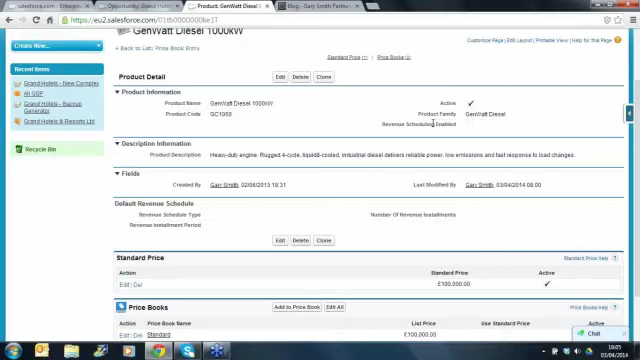 salesforce.com - Enterpris
Opportunity: Grand Hotels
Product: GenWatt Diesel 1
Blog - Gary Smith Partner
https://eu2.salesforce.com/01tb0000000ke1T
GenWatt Diesel 1000kW
Customize Page | Edit Layout | Printable View | Help for this Page
Create New...
« Back to List: Price Book Entry
Standard Price [1] | Price Books [2]
Recent Items
Grand Hotels - New Complex
Ali GSP
Grand Hotels - Backup Generator
Grand Hotels & Resorts Ltd
Recycle Bin
Product Detail
Edit Delete Clone
Product Information
Product Name GenWatt Diesel 1000kW Active
Product Code GC1060 Product Family GenWatt Diesel
Revenue Scheduling Enabled
Description Information
Product Description Heavy-duty engine. Rugged 4-cycle, liquid8-cooled, industrial diesel delivers reliable power, low emissions and fast response to load changes.
Fields
Created By Gary Smith, 02/06/2013 19:31 Last Modified By Gary Smith, 03/04/2014 08:00
Default Revenue Schedule
Revenue Schedule Type Number Of Revenue Installments
Revenue Installment Period
Edit Delete Clone
Standard Price
Standard Price Help ?
Action Standard Price Active
Edit | Del £100,000.00
Price Books
Add to Price Book Edit All
Price Books Help ?
Action Price Book Name List Price Use Standard Price
Edit | Del Standard £100,000.00
Chat
16:05
03/04/2014